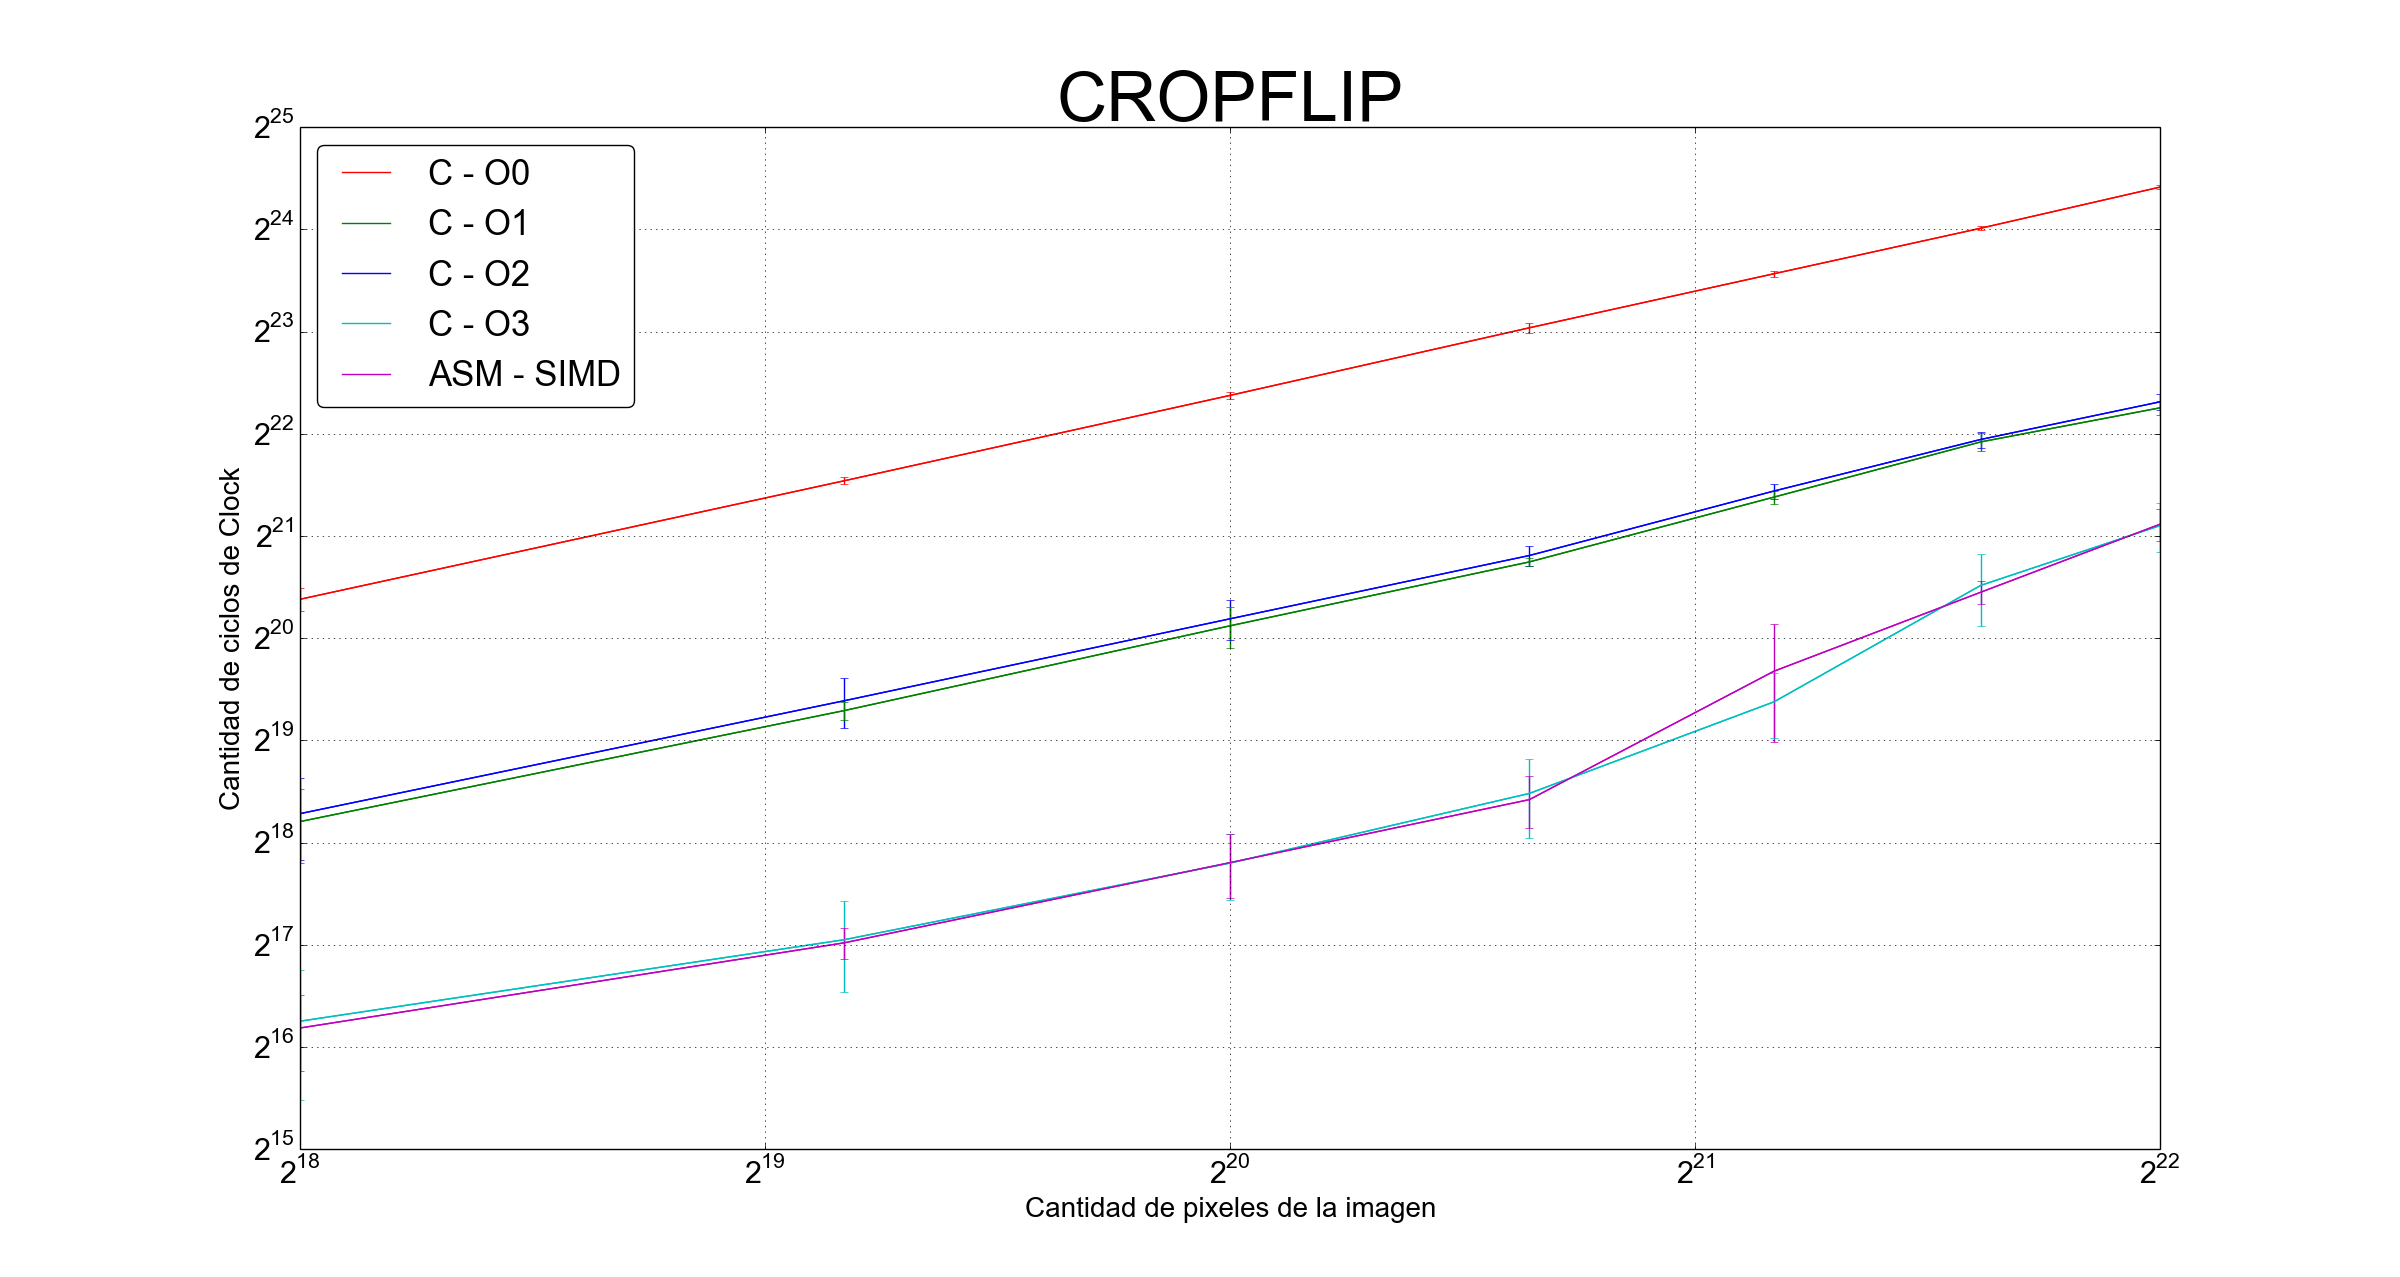 CROPFLIP
2^25
2^24
2^23
2^22
2^21
2^20
2^19
2^18
2^17
2^16
2^15
Cantidad de ciclos de Clock
C - O0
C - O1
C - O2
C - O3
ASM - SIMD
2^18 2^19 2^20 2^21 2^22
Cantidad de pixeles de la imagen